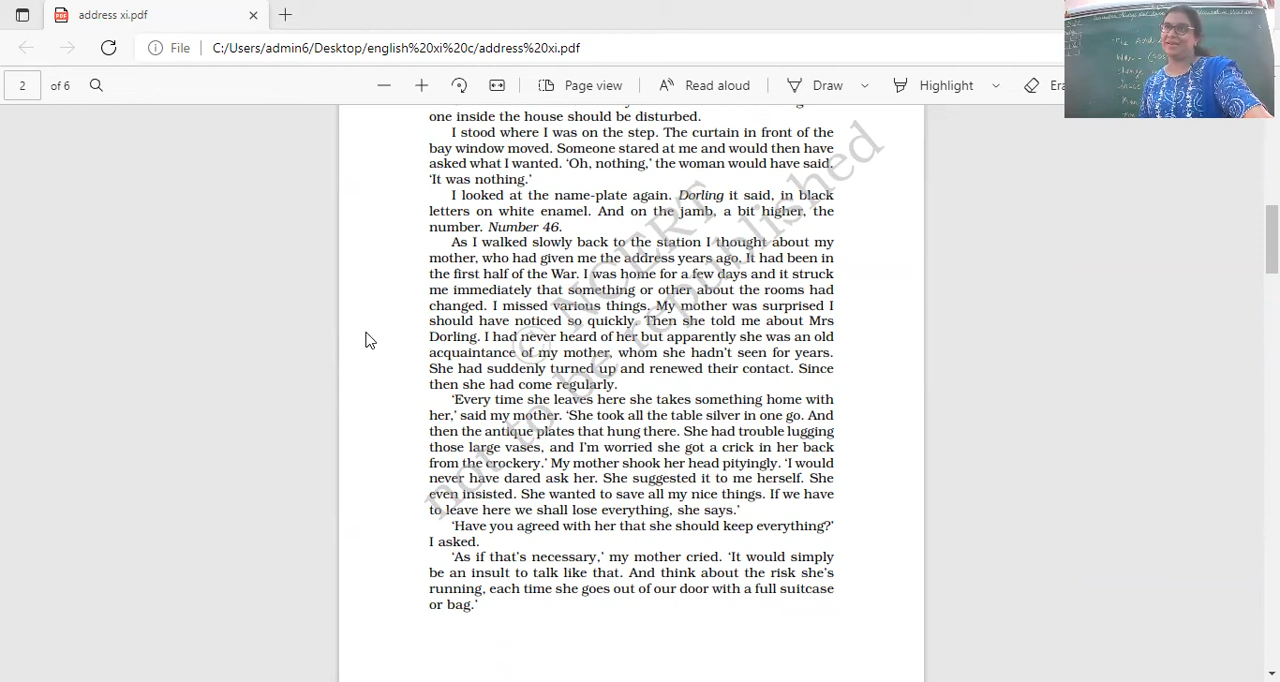 address xi.pdf
File
C:/Users/admin6/Desktop/english%20xi%20c/address%20xi.pdf
2
of 6
Page view
Read aloud
Draw
Highlight
one inside the house should be disturbed.
I stood where I was on the step. The curtain in front of the
bay window moved. Someone stared at me and would then have
asked what I wanted. ‘Oh, nothing,’ the woman would have said.
‘It was nothing.’
I looked at the name-plate again. Dorling it said, in black
letters on white enamel. And on the jamb, a bit higher, the
number. Number 46.
As I walked slowly back to the station I thought about my
mother, who had given me the address years ago. It had been in
the first half of the War. I was home for a few days and it struck
me immediately that something or other about the rooms had
changed. I missed various things. My mother was surprised I
should have noticed so quickly. Then she told me about Mrs
Dorling. I had never heard of her but apparently she was an old
acquaintance of my mother, whom she hadn’t seen for years.
She had suddenly turned up and renewed their contact. Since
then she had come regularly.
‘Every time she leaves here she takes something home with
her,’ said my mother. ‘She took all the table silver in one go. And
then the antique plates that hung there. She had trouble lugging
those large vases, and I’m worried she got a crick in her back
from the crockery.’ My mother shook her head pityingly. ‘I would
never have dared ask her. She suggested it to me herself. She
even insisted. She wanted to save all my nice things. If we have
to leave here we shall lose everything, she says.’
‘Have you agreed with her that she should keep everything?’
I asked.
‘As if that’s necessary,’ my mother cried. ‘It would simply
be an insult to talk like that. And think about the risk she’s
running, each time she goes out of our door with a full suitcase
or bag.’
© NCERT
not to be republished